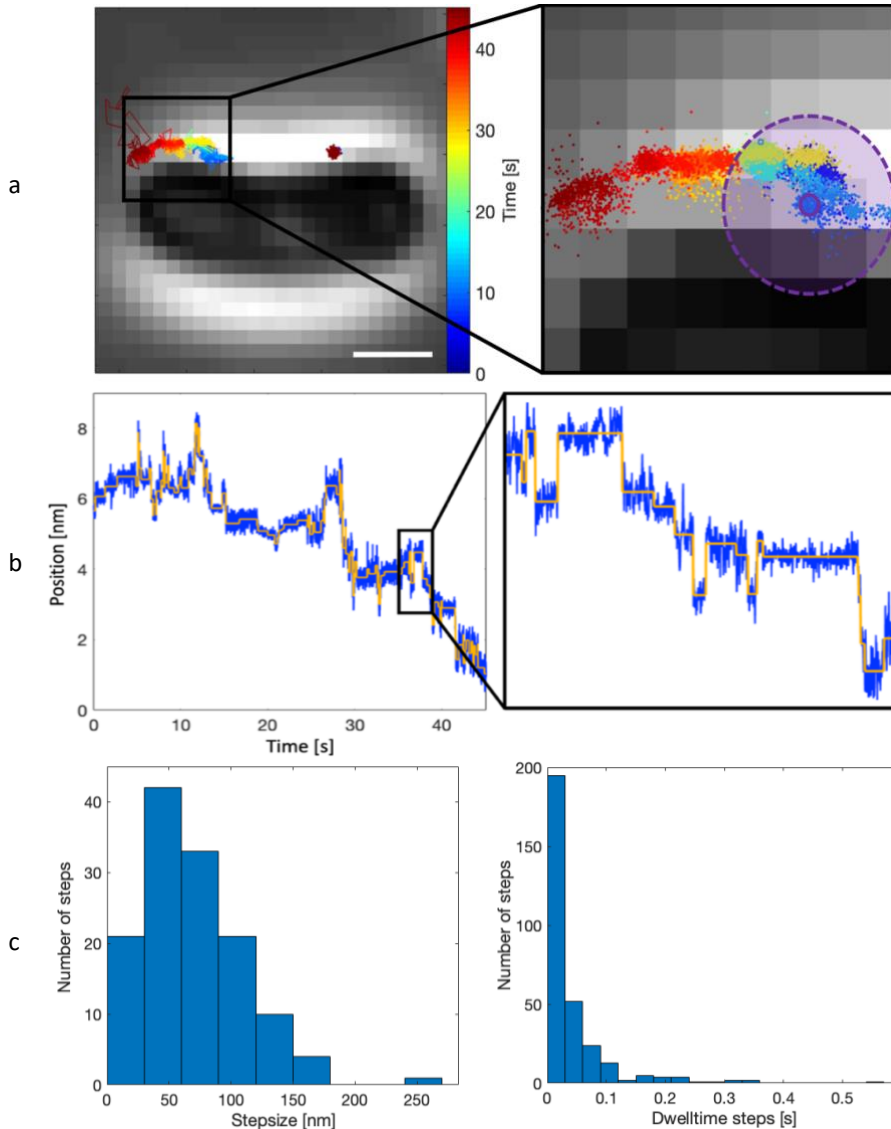 a
40
30
20
10
0
Time [s]
b
8
6
4
2
0
Position [nm]
0 10 20 30 40
Time [s]
c
40
30
20
10
0
Number of steps
0 50 100 150 200 250
Stepsize [nm]
200
150
100
50
0
Number of steps
0 0.1 0.2 0.3 0.4 0.5
Dwelltime steps [s]